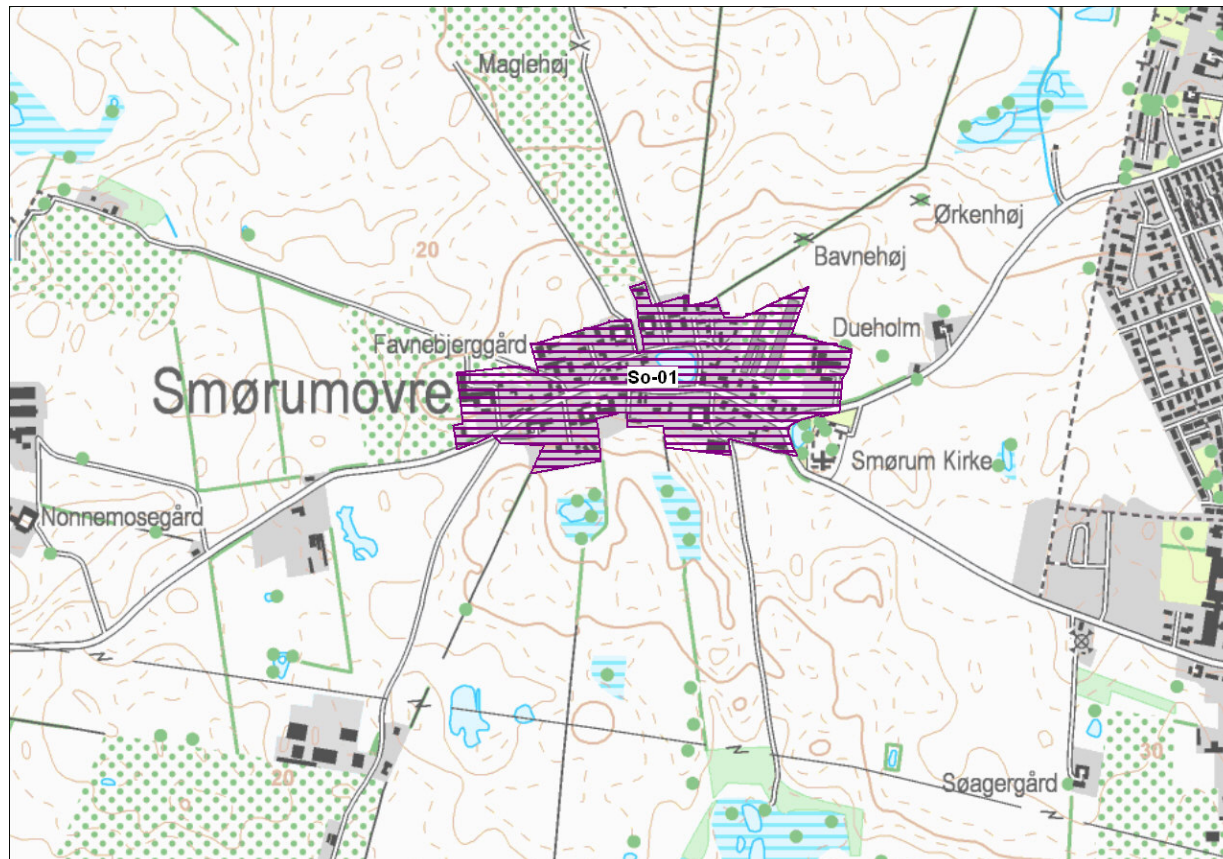 Maglehøj
Ørkenhøj
20
Bavnehøj
Dueholm
Favnebjerggård
So-01
Smørumovre
Smørum Kirke
Nonnemosegård
30
20
Søagergård